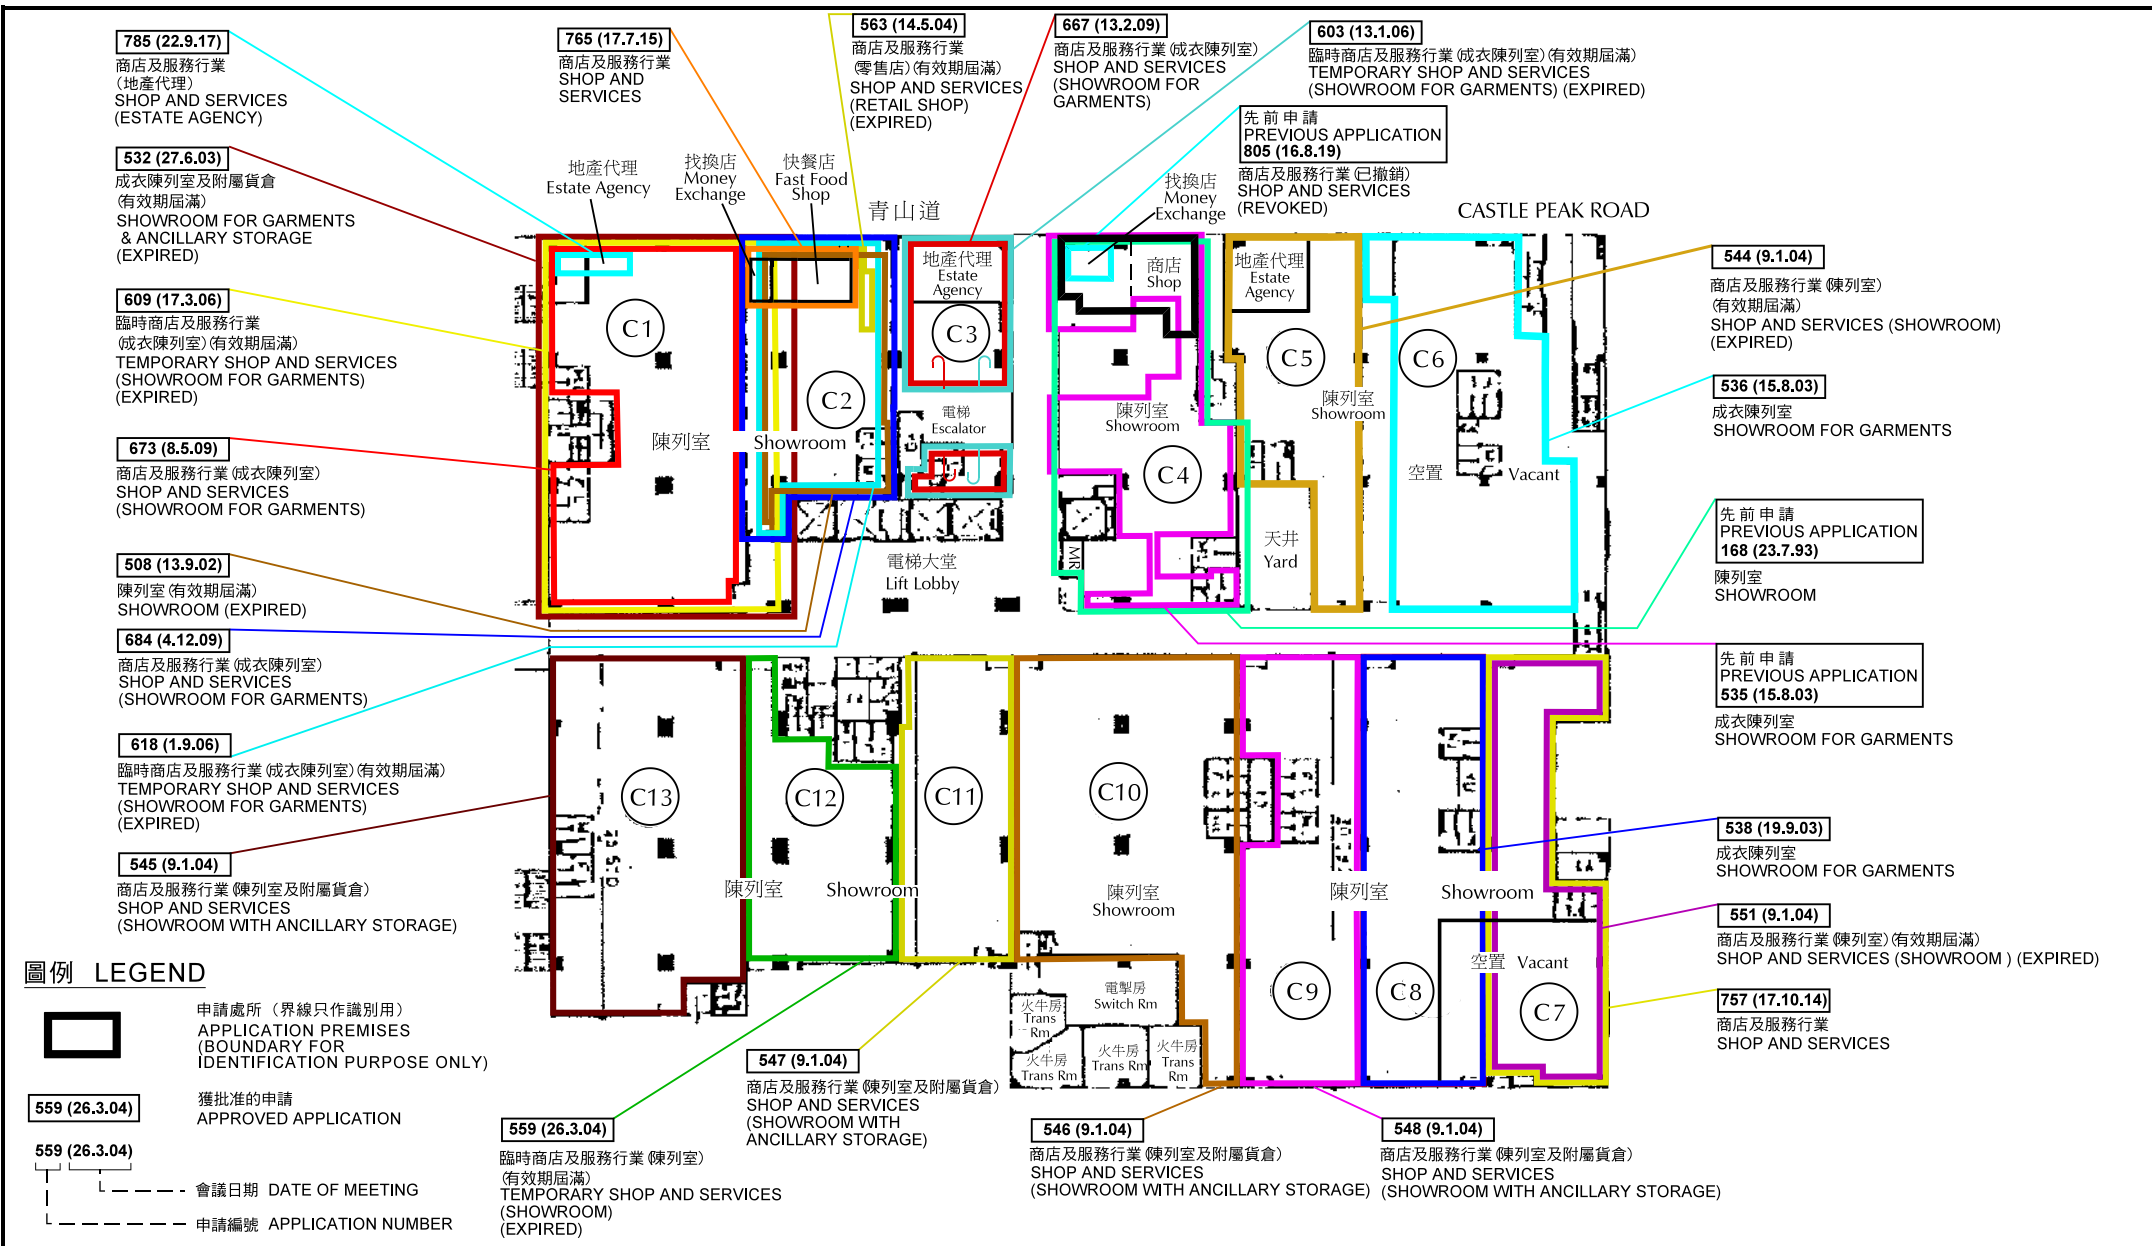 785 (22.9.17)
商店及服務行業
(地產代理)
SHOP AND SERVICES
(ESTATE AGENCY)
532 (27.6.03)
成衣陳列室及附屬貨倉
(有效期屆滿)
SHOWROOM FOR GARMENTS
& ANCILLARY STORAGE
(EXPIRED)
609 (17.3.06)
臨時商店及服務行業
(成衣陳列室) (有效期屆滿)
TEMPORARY SHOP AND SERVICES
(SHOWROOM FOR GARMENTS)
(EXPIRED)
673 (8.5.09)
商店及服務行業 (成衣陳列室)
SHOP AND SERVICES
(SHOWROOM FOR GARMENTS)
508 (13.9.02)
陳列室 (有效期屆滿)
SHOWROOM (EXPIRED)
684 (4.12.09)
商店及服務行業 (成衣陳列室)
SHOP AND SERVICES
(SHOWROOM FOR GARMENTS)
618 (1.9.06)
臨時商店及服務行業 (成衣陳列室) (有效期屆滿)
TEMPORARY SHOP AND SERVICES
(SHOWROOM FOR GARMENTS)
(EXPIRED)
545 (9.1.04)
商店及服務行業 (陳列室及附屬貨倉)
SHOP AND SERVICES
(SHOWROOM WITH ANCILLARY STORAGE)
765 (17.7.15)
商店及服務行業
SHOP AND
SERVICES
563 (14.5.04)
商店及服務行業
(零售店) (有效期屆滿)
SHOP AND SERVICES
(RETAIL SHOP)
(EXPIRED)
667 (13.2.09)
商店及服務行業 (成衣陳列室)
SHOP AND SERVICES
(SHOWROOM FOR
GARMENTS)
603 (13.1.06)
臨時商店及服務行業 (成衣陳列室) (有效期屆滿)
TEMPORARY SHOP AND SERVICES
(SHOWROOM FOR GARMENTS) (EXPIRED)
先前申請
PREVIOUS APPLICATION
805 (16.8.19)
商店及服務行業 (已撤銷)
SHOP AND SERVICES
(REVOKED)
地產代理
Estate Agency
找換店
Money
Exchange
快餐店
Fast Food
Shop
青山道
找換店
Money
Exchange
CASTLE PEAK ROAD
C1
C2
陳列室 Showroom
地產代理
Estate
Agency
C3
電梯
Escalator
電梯大堂
Lift Lobby
商店
Shop
陳列室
Showroom
C4
MR
地產代理
Estate
Agency
C5
陳列室
Showroom
天井
Yard
C6
空置 Vacant
544 (9.1.04)
商店及服務行業 (陳列室)
(有效期屆滿)
SHOP AND SERVICES (SHOWROOM)
(EXPIRED)
536 (15.8.03)
成衣陳列室
SHOWROOM FOR GARMENTS
先前申請
PREVIOUS APPLICATION
168 (23.7.93)
陳列室
SHOWROOM
先前申請
PREVIOUS APPLICATION
535 (15.8.03)
成衣陳列室
SHOWROOM FOR GARMENTS
538 (19.9.03)
成衣陳列室
SHOWROOM FOR GARMENTS
551 (9.1.04)
商店及服務行業 (陳列室) (有效期屆滿)
SHOP AND SERVICES (SHOWROOM ) (EXPIRED)
757 (17.10.14)
商店及服務行業
SHOP AND SERVICES
C13
C12
C11
C10
陳列室 Showroom
陳列室
Showroom
陳列室 Showroom
C9
C8
空置 Vacant
C7
電掣房
Switch Rm
火牛房
Trans
Rm
火牛房
Trans Rm
火牛房
Trans Rm
火牛房
Trans
Rm
547 (9.1.04)
商店及服務行業 (陳列室及附屬貨倉)
SHOP AND SERVICES
(SHOWROOM WITH
ANCILLARY STORAGE)
559 (26.3.04)
臨時商店及服務行業 (陳列室)
(有效期屆滿)
TEMPORARY SHOP AND SERVICES
(SHOWROOM)
(EXPIRED)
546 (9.1.04)
商店及服務行業 (陳列室及附屬貨倉)
SHOP AND SERVICES
(SHOWROOM WITH ANCILLARY STORAGE)
548 (9.1.04)
商店及服務行業 (陳列室及附屬貨倉)
SHOP AND SERVICES
(SHOWROOM WITH ANCILLARY STORAGE)
圖例 LEGEND
申請處所 (界線只作識別用)
APPLICATION PREMISES
(BOUNDARY FOR
IDENTIFICATION PURPOSE ONLY)
559 (26.3.04)
獲批准的申請
APPROVED APPLICATION
559 (26.3.04)
會議日期 DATE OF MEETING
申請編號 APPLICATION NUMBER